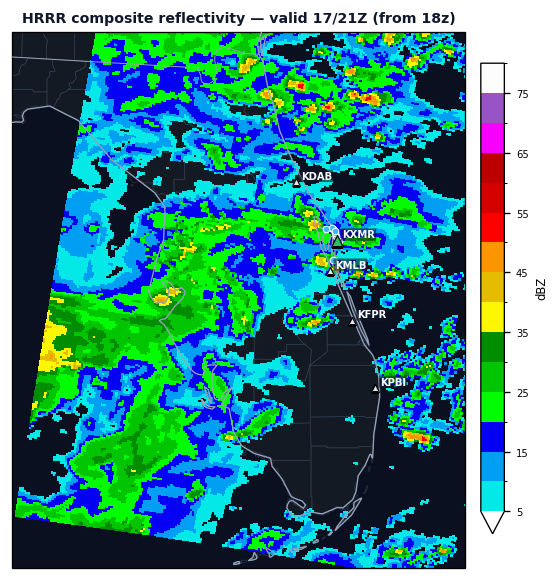 HRRR composite reflectivity — valid 17/21Z (from 18z)
KDAB
KXMR
KMLB
KFPR
KPBI
75
65
55
45
35
25
15
5
dBZ